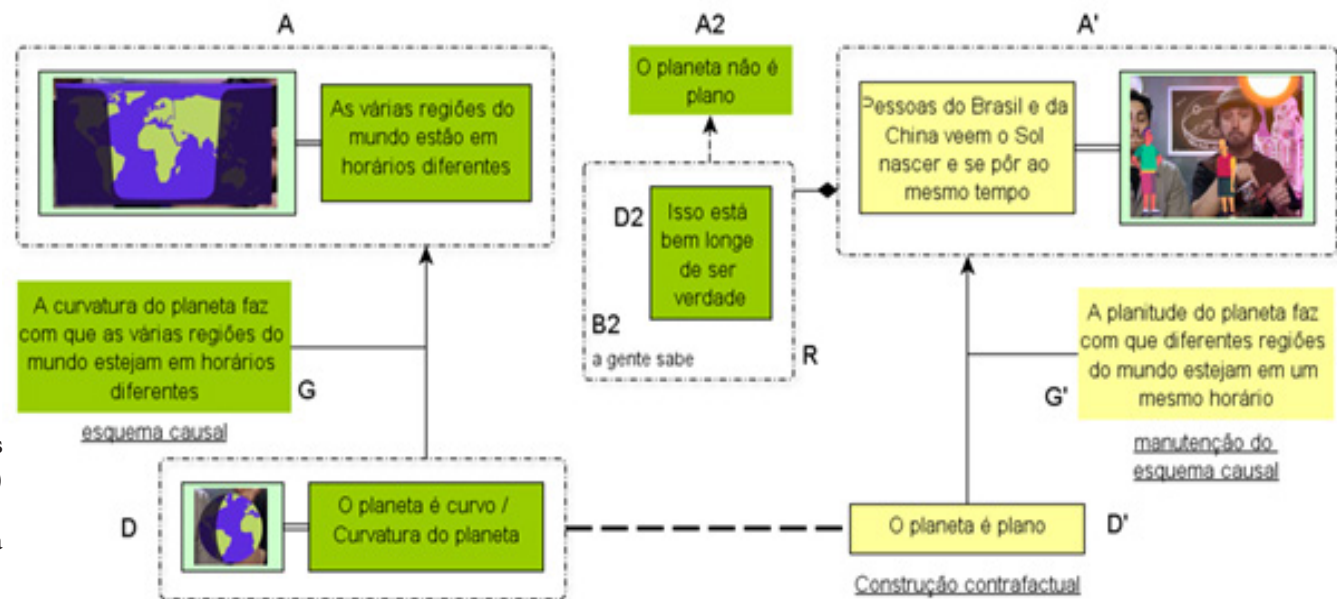 A
As várias regiões do
mundo estão em
horários diferentes
A curvatura do planeta faz
com que as várias regiões do
mundo estejam em horários
diferentes
G
esquema causal
s
)
a
D
O planeta é curvo /
Curvatura do planeta
A2
O planeta não é
plano
D2
Isso está
bem longe
de ser
verdade
B2
a gente sabe
R
A'
Pessoas do Brasil e da
China veem o Sol
nascer e se pôr ao
mesmo tempo
A planitude do planeta faz
com que diferentes regiões
do mundo estejam em um
mesmo horário
G'
manutenção do
esquema causal
O planeta é plano
D'
Construção contrafactual